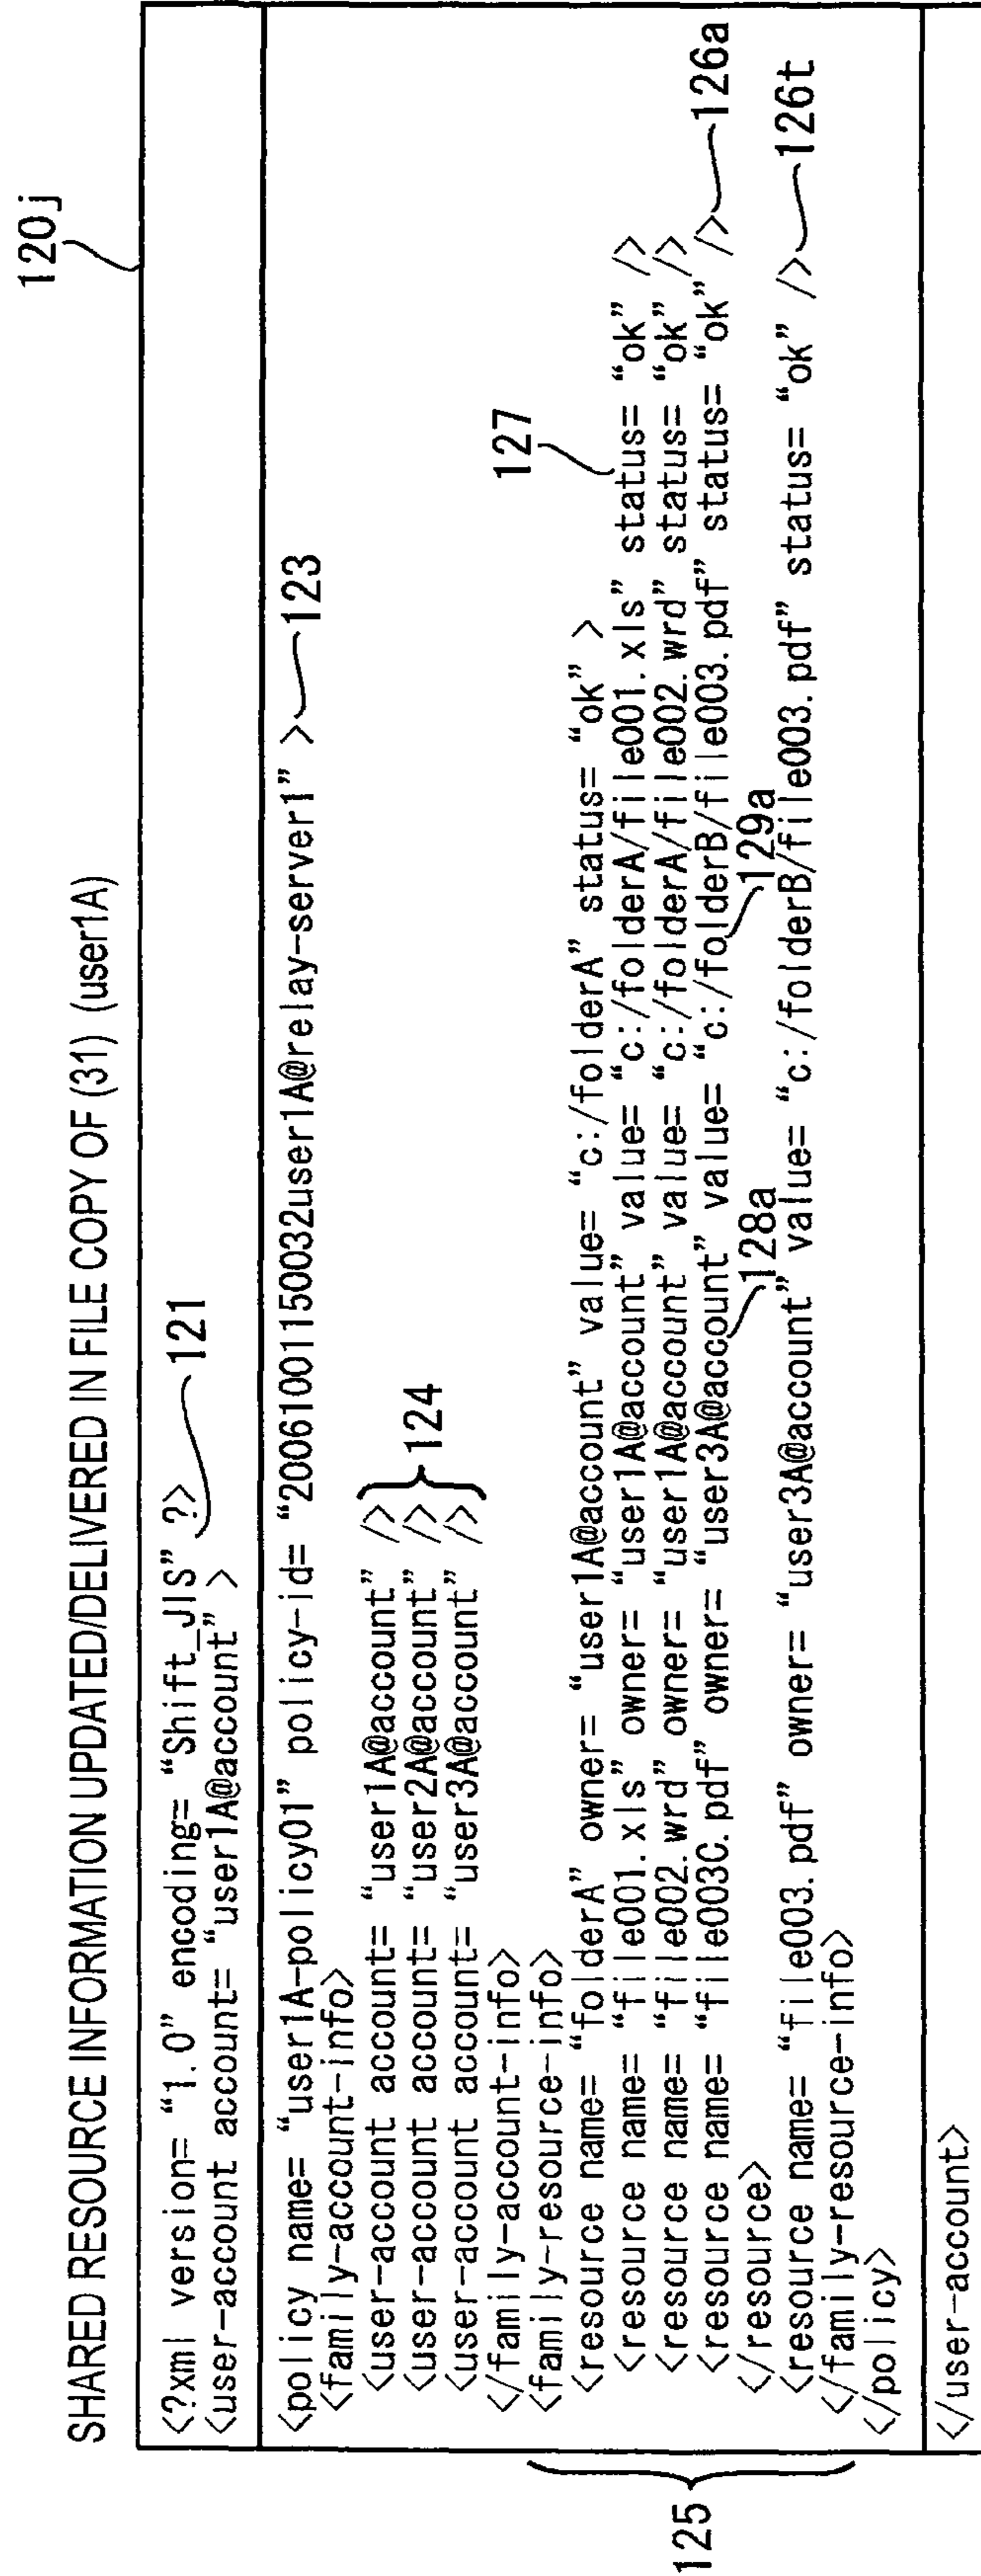 SHARED RESOURCE INFORMATION UPDATED/DELIVERED IN FILE COPY OF (31) (user1A)
120j
<?xml version= “1.0” encoding= “Shift_JIS” ?> 121
<user-account account= “user1A@account” >
<policy name= “user1A-policy01” policy-id= “20061001150032user1A@relay-server1” > 123
<family-account-info>
<user-account account= “user1A@account” />
<user-account account= “user2A@account” /> 124
<user-account account= “user3A@account” />
</family-account-info>
<family-resource-info> 127
<resource name= “folderA” owner= “user1A@account” value= “c:/folderA” status= “ok” >
<resource name= “file001.xls” owner= “user1A@account” value= “c:/folderA/file001.xls” status= “ok” />
<resource name= “file002.wrd” owner= “user1A@account” value= “c:/folderA/file002.wrd” status= “ok” />
<resource name= “file003C.pdf” owner= “user3A@account” value= “c:/folderB/file003.pdf” status= “ok” /> 126a
</resource> 128a 129a
<resource name= “file003.pdf” owner= “user3A@account” value= “c:/folderB/file003.pdf” status= “ok” /> 126t
</family-resource-info>
</policy>
125
</user-account>